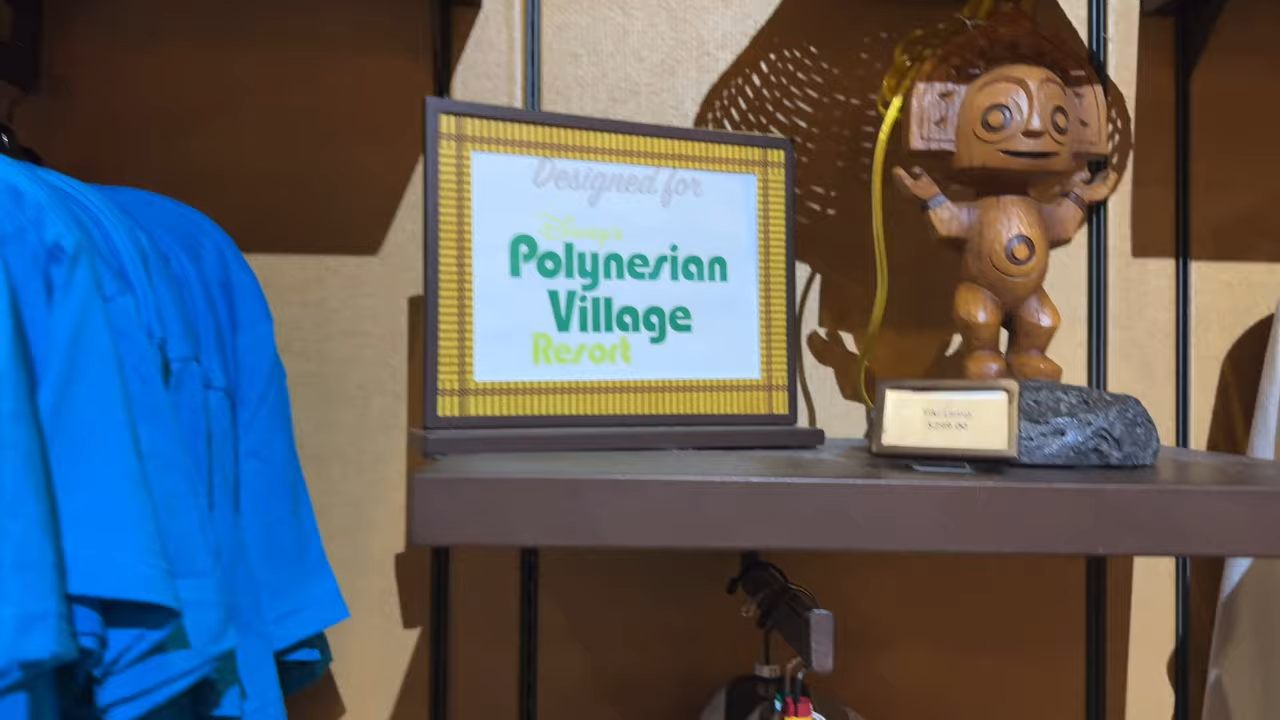 Designed for
Disney's
Polynesian
Village
Resort